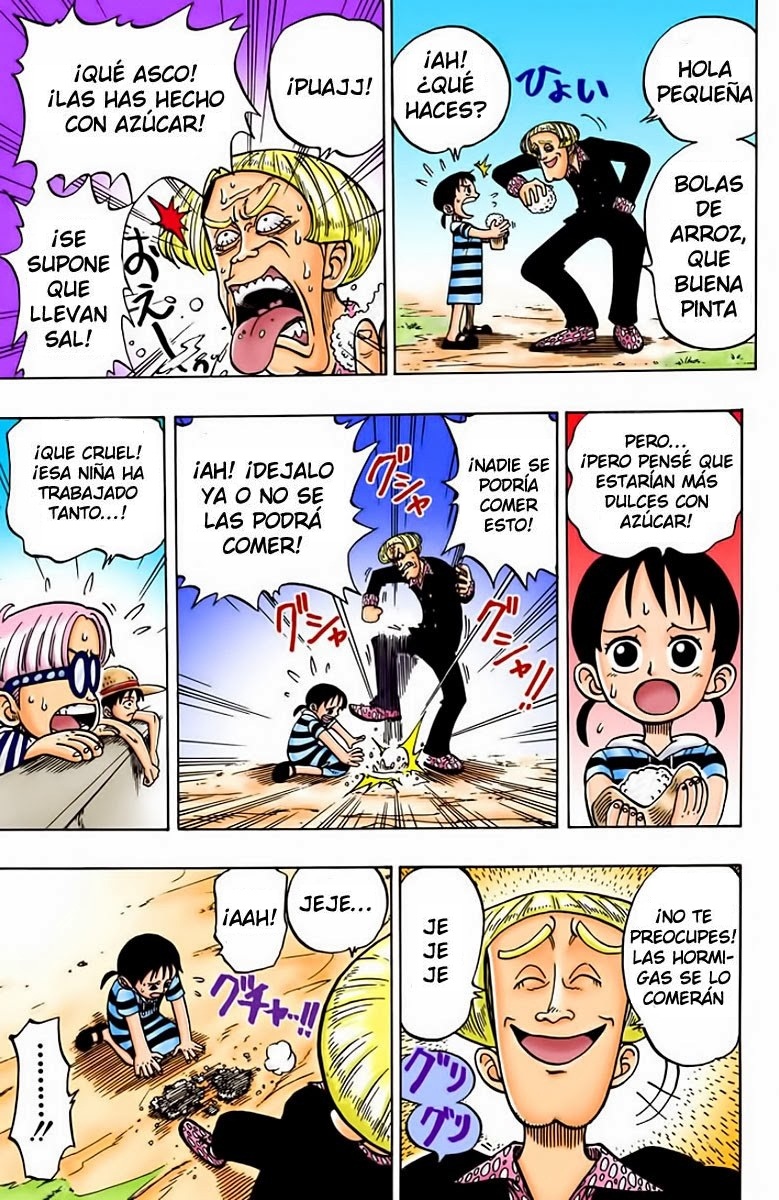 HOLA
PEQUEÑA
¡AH!
¿QUÉ
HACES?
ひょい
BOLAS
DE
ARROZ,
QUE
BUENA
PINTA
¡PUAJJ!
¡QUÉ ASCO!
¡LAS HAS HECHO
CON AZÚCAR!
¡SE
SUPONE
QUE
LLEVAN
SAL!
おえーっ
PERO...
¡PERO PENSÉ QUE
ESTARÍAN MÁS
DULCES CON
AZÚCAR!
¡NADIE SE
PODRÍA
COMER
ESTO!
¡AH! ¡DEJALO
YA O NO SE
LAS PODRÁ
COMER!
グシャ
グシャ
グシャ!!
¡QUE CRUEL!
¡ESA NIÑA HA
TRABAJADO
TANTO...!
¡NO TE
PREOCUPES!
LAS HORMI-
GAS SE LO
COMERÁN
JE
JE
JE
グリ
グリ
JEJE...
¡AAH!
グチャ..!!
........!!